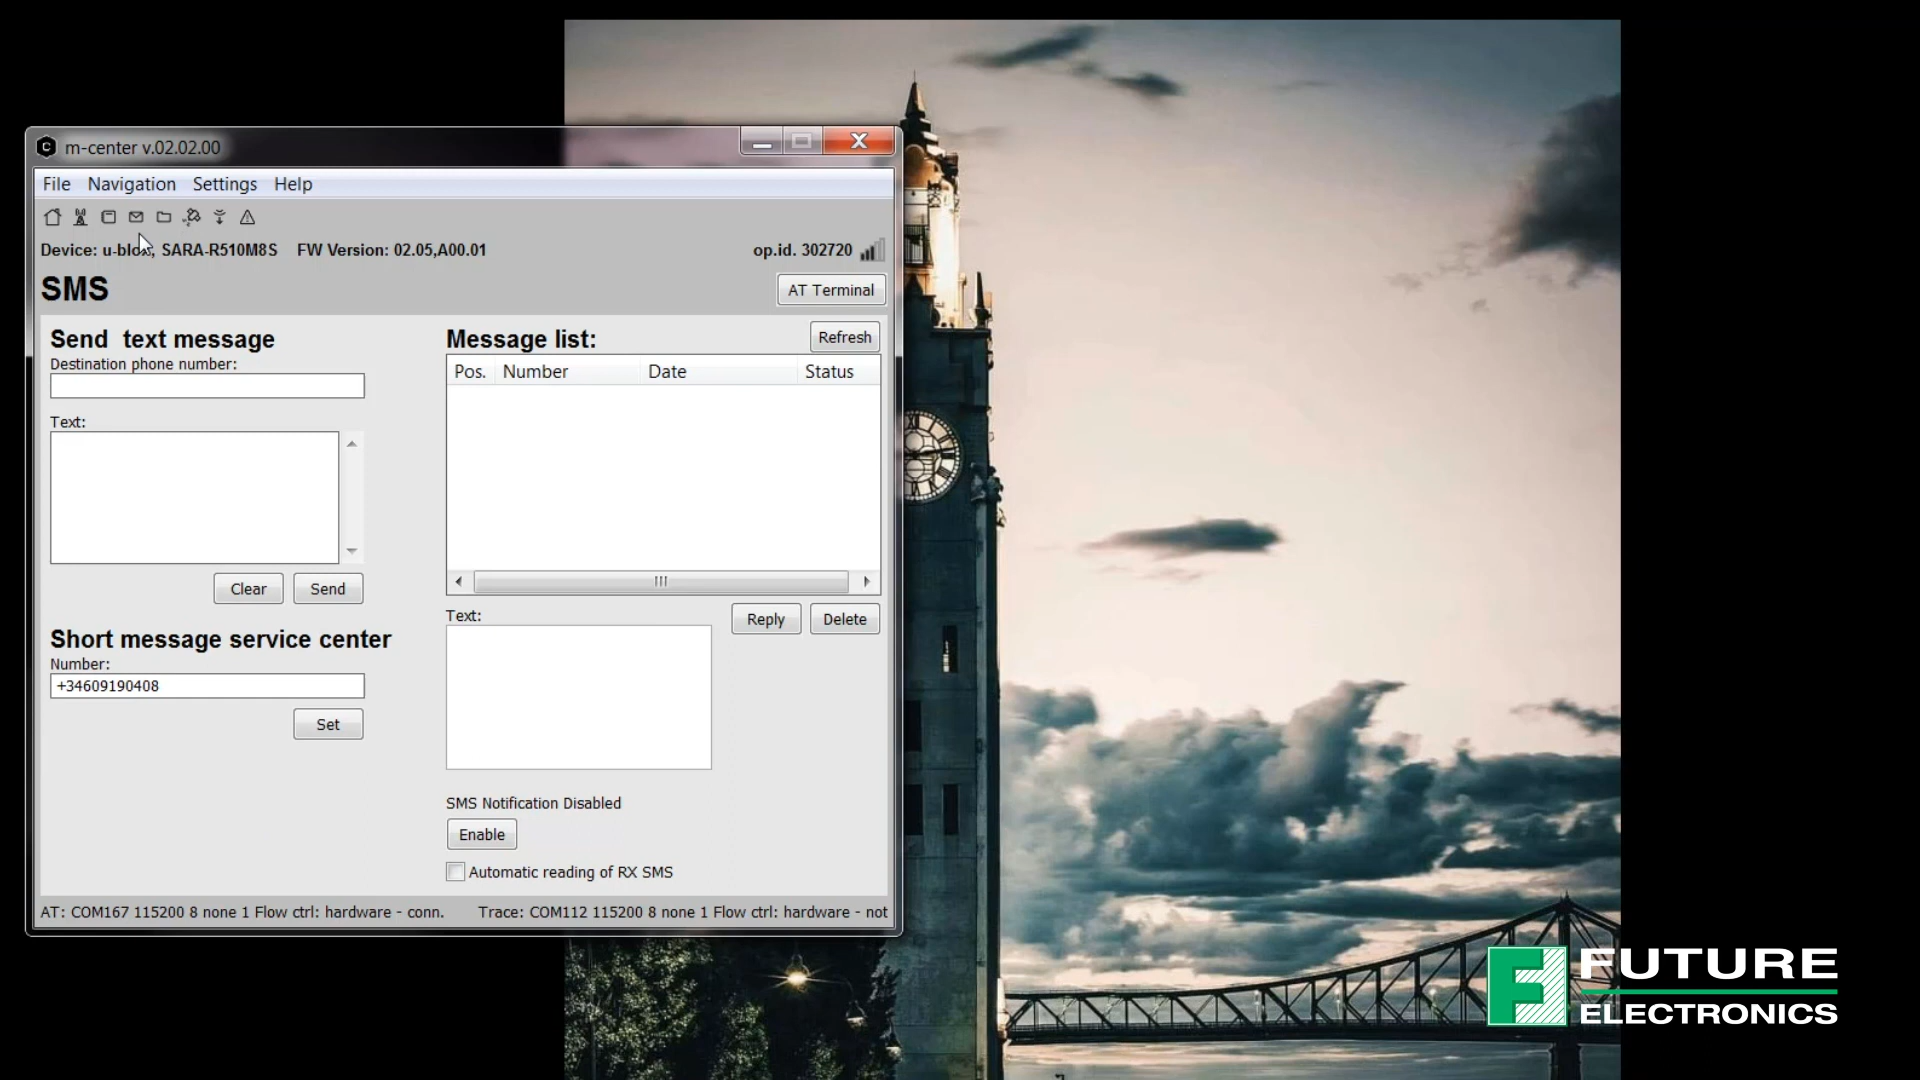 m-center v.02.02.00
File Navigation Settings Help
Device: u-blox, SARA-R510M8S FW Version: 02.05,A00.01 op.id. 302720
SMS
AT Terminal
Send text message
Destination phone number:
Text:
Clear Send
Short message service center
Number:
+34609190408
Set
Message list:
Refresh
Pos. Number Date Status
Text:
Reply Delete
SMS Notification Disabled
Enable
Automatic reading of RX SMS
AT: COM167 115200 8 none 1 Flow ctrl: hardware - conn. Trace: COM112 115200 8 none 1 Flow ctrl: hardware - not
FUTURE
ELECTRONICS